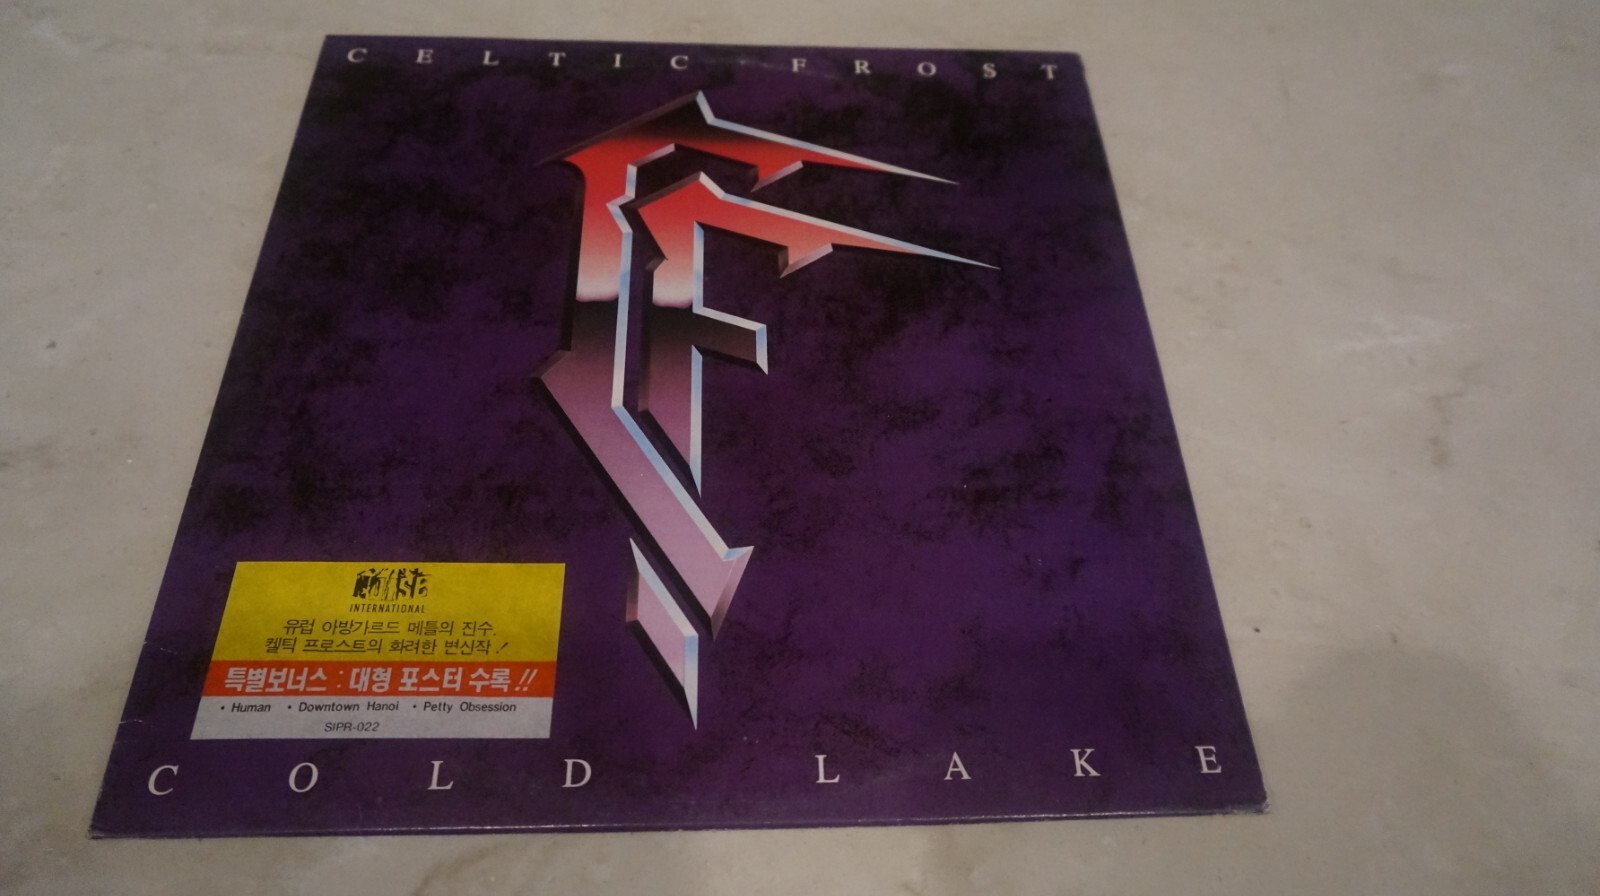 CELTIC FROST
NOISE
INTERNATIONAL
유럽 아방가르드 메틀의 진수.
켈틱 프로스트의 화려한 변신작!
특별보너스 : 대형 포스터 수록!!
• Human • Downtown Hanoi • Petty Obsession
SIPR-022
COLD LAKE